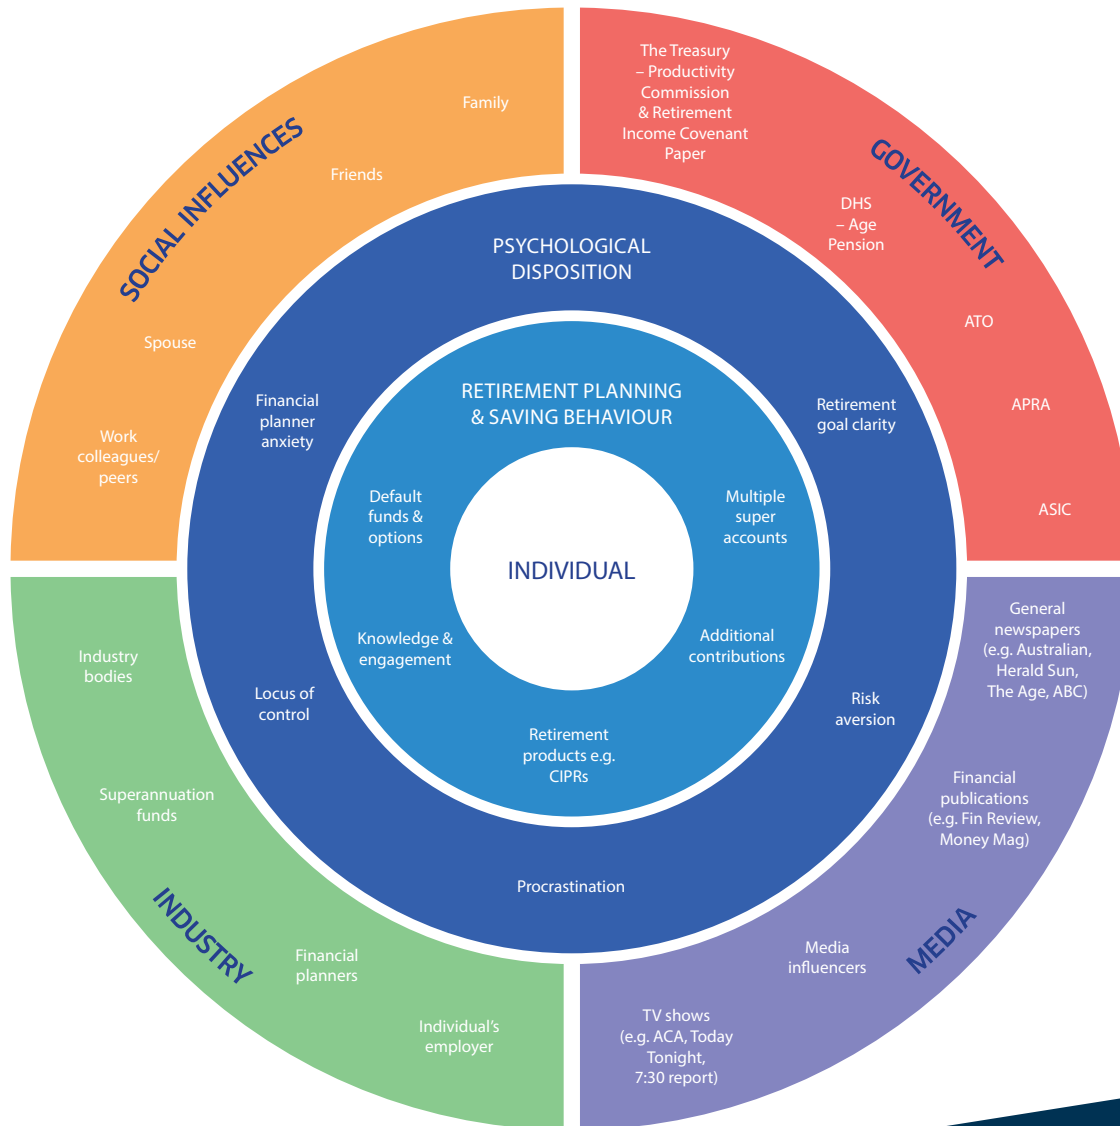 SOCIAL INFLUENCES
Family
Friends
Spouse
Work
colleagues/
peers
GOVERNMENT
The Treasury
– Productivity
Commission
& Retirement
Income Covenant
Paper
DHS
– Age
Pension
ATO
APRA
ASIC
PSYCHOLOGICAL
DISPOSITION
Financial
planner
anxiety
Retirement
goal clarity
Locus of
control
Risk
aversion
Procrastination
RETIREMENT PLANNING
& SAVING BEHAVIOUR
Default
funds &
options
Multiple
super
accounts
Knowledge &
engagement
Additional
contributions
Retirement
products e.g.
CIPRs
INDIVIDUAL
INDUSTRY
Industry
bodies
Superannuation
funds
Financial
planners
Individual's
employer
MEDIA
General
newspapers
(e.g. Australian,
Herald Sun,
The Age, ABC)
Financial
publications
(e.g. Fin Review,
Money Mag)
Media
influencers
TV shows
(e.g. ACA, Today
Tonight,
7:30 report)